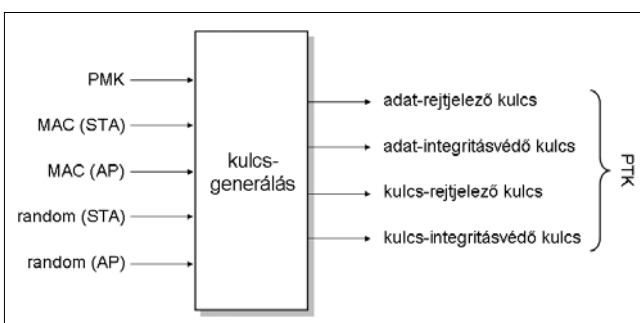 PMK
MAC (STA)
MAC (AP)
random (STA)
random (AP)
kulcs-
generálás
adat-rejtjelező kulcs
adat-integritásvédő kulcs
kulcs-rejtjelező kulcs
kulcs-integritásvédő kulcs
PTK